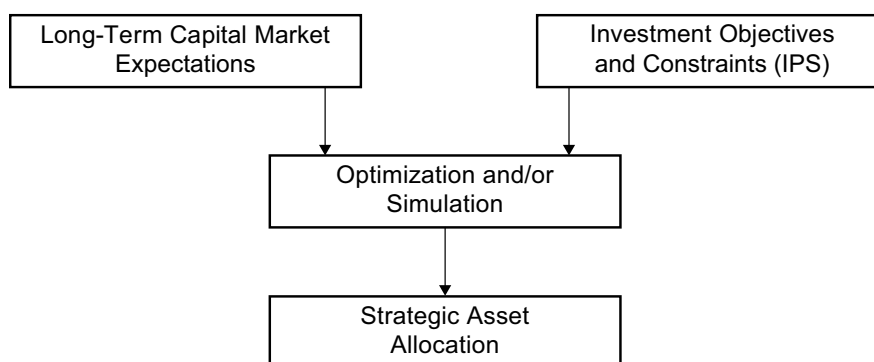 Long-Term Capital Market
Expectations
Investment Objectives
and Constraints (IPS)
Optimization and/or
Simulation
Strategic Asset
Allocation